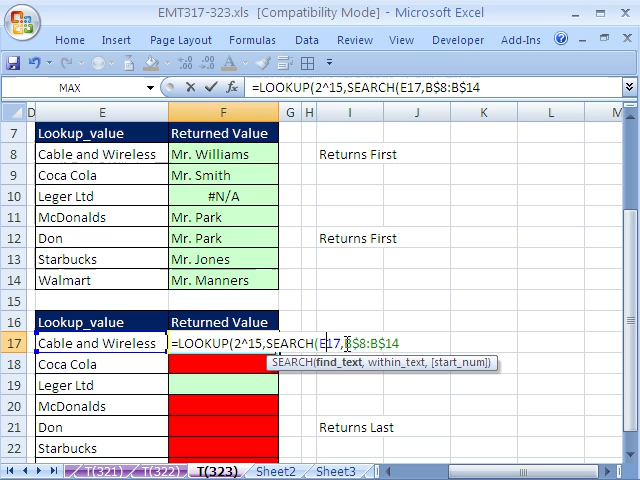 EMT317-323.xls [Compatibility Mode] - Microsoft Excel
Home Insert Page Layout Formulas Data Review View Developer Add-Ins
MAX =LOOKUP(2^15,SEARCH(E17,B$8:B$14
D E F G H I J K L M
7 Lookup_value Returned Value
8 Cable and Wireless Mr. Williams Returns First
9 Coca Cola Mr. Smith
10 Leger Ltd #N/A
11 McDonalds Mr. Park
12 Don Mr. Park Returns First
13 Starbucks Mr. Jones
14 Walmart Mr. Manners
15
16 Lookup_value Returned Value
17 Cable and Wireless =LOOKUP(2^15,SEARCH(E17,B$8:B$14
18 Coca Cola SEARCH(find_text, within_text, [start_num])
19 Leger Ltd
20 McDonalds
21 Don Returns Last
22 Starbucks
T(321) T(322) T(323) Sheet2 Sheet3